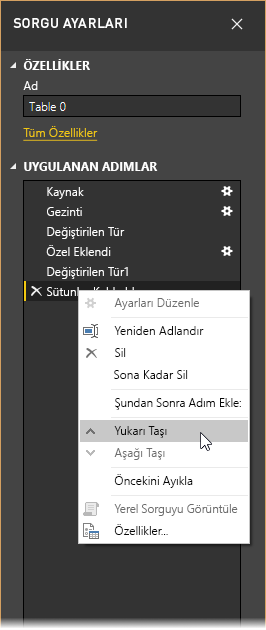 SORGU AYARLARI
ÖZELLİKLER
Ad
Table 0
Tüm Özellikler
UYGULANAN ADIMLAR
Kaynak
Gezinti
Değiştirilen Tür
Özel Eklendi
Değiştirilen Tür1
Ayarları Düzenle
Yeniden Adlandır
Sil
Sona Kadar Sil
Şundan Sonra Adım Ekle:
Yukarı Taşı
Aşağı Taşı
Öncekini Ayıkla
Yerel Sorguyu Görüntüle
Özellikler...